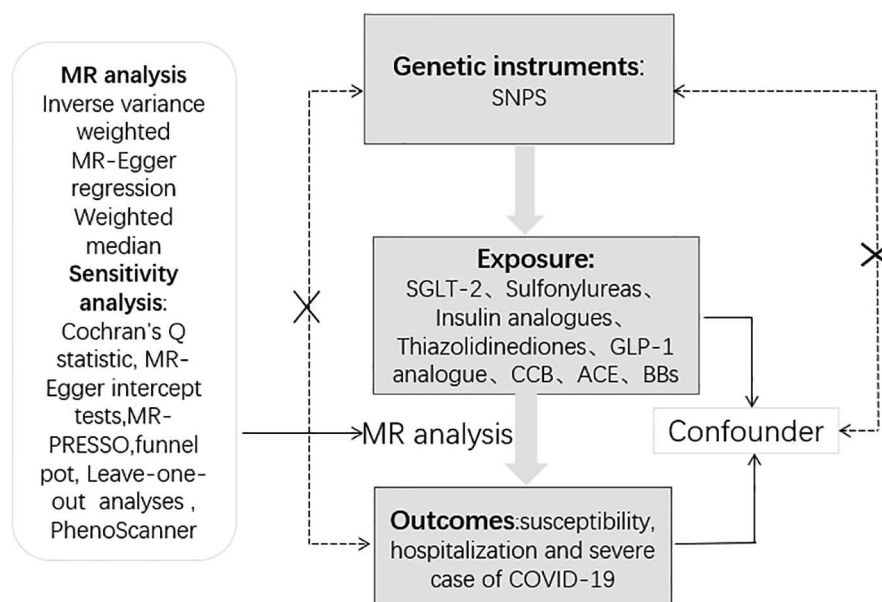 MR analysis
Inverse variance
weighted
MR-Egger
regression
Weighted
median
Sensitivity
analysis:
Cochran's Q
statistic, MR-
Egger intercept
tests,MR-
PRESSO,funnel
pot, Leave-one-
out analyses ,
PhenoScanner
Genetic instruments:
SNPS
Exposure:
SGLT-2、Sulfonylureas、
Insulin analogues、
Thiazolidinediones、GLP-1
analogue、CCB、ACE、BBs
MR analysis
Confounder
Outcomes:susceptibility,
hospitalization and severe
case of COVID-19